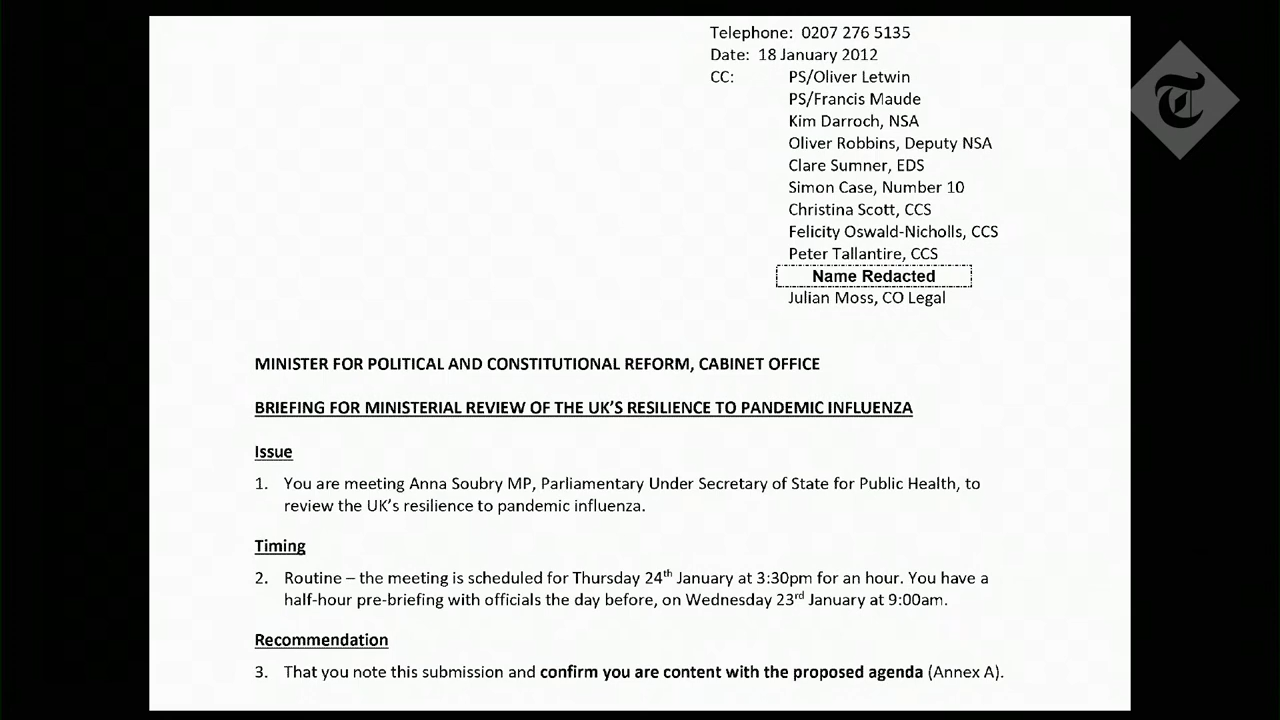 Telephone: 0207 276 5135
Date: 18 January 2012
CC: PS/Oliver Letwin
PS/Francis Maude
Kim Darroch, NSA
Oliver Robbins, Deputy NSA
Clare Sumner, EDS
Simon Case, Number 10
Christina Scott, CCS
Felicity Oswald-Nicholls, CCS
Peter Tallantire, CCS
Name Redacted
Julian Moss, CO Legal
T
MINISTER FOR POLITICAL AND CONSTITUTIONAL REFORM, CABINET OFFICE
BRIEFING FOR MINISTERIAL REVIEW OF THE UK’S RESILIENCE TO PANDEMIC INFLUENZA
Issue
1. You are meeting Anna Soubry MP, Parliamentary Under Secretary of State for Public Health, to
review the UK’s resilience to pandemic influenza.
Timing
2. Routine – the meeting is scheduled for Thursday 24th January at 3:30pm for an hour. You have a
half-hour pre-briefing with officials the day before, on Wednesday 23rd January at 9:00am.
Recommendation
3. That you note this submission and confirm you are content with the proposed agenda (Annex A).